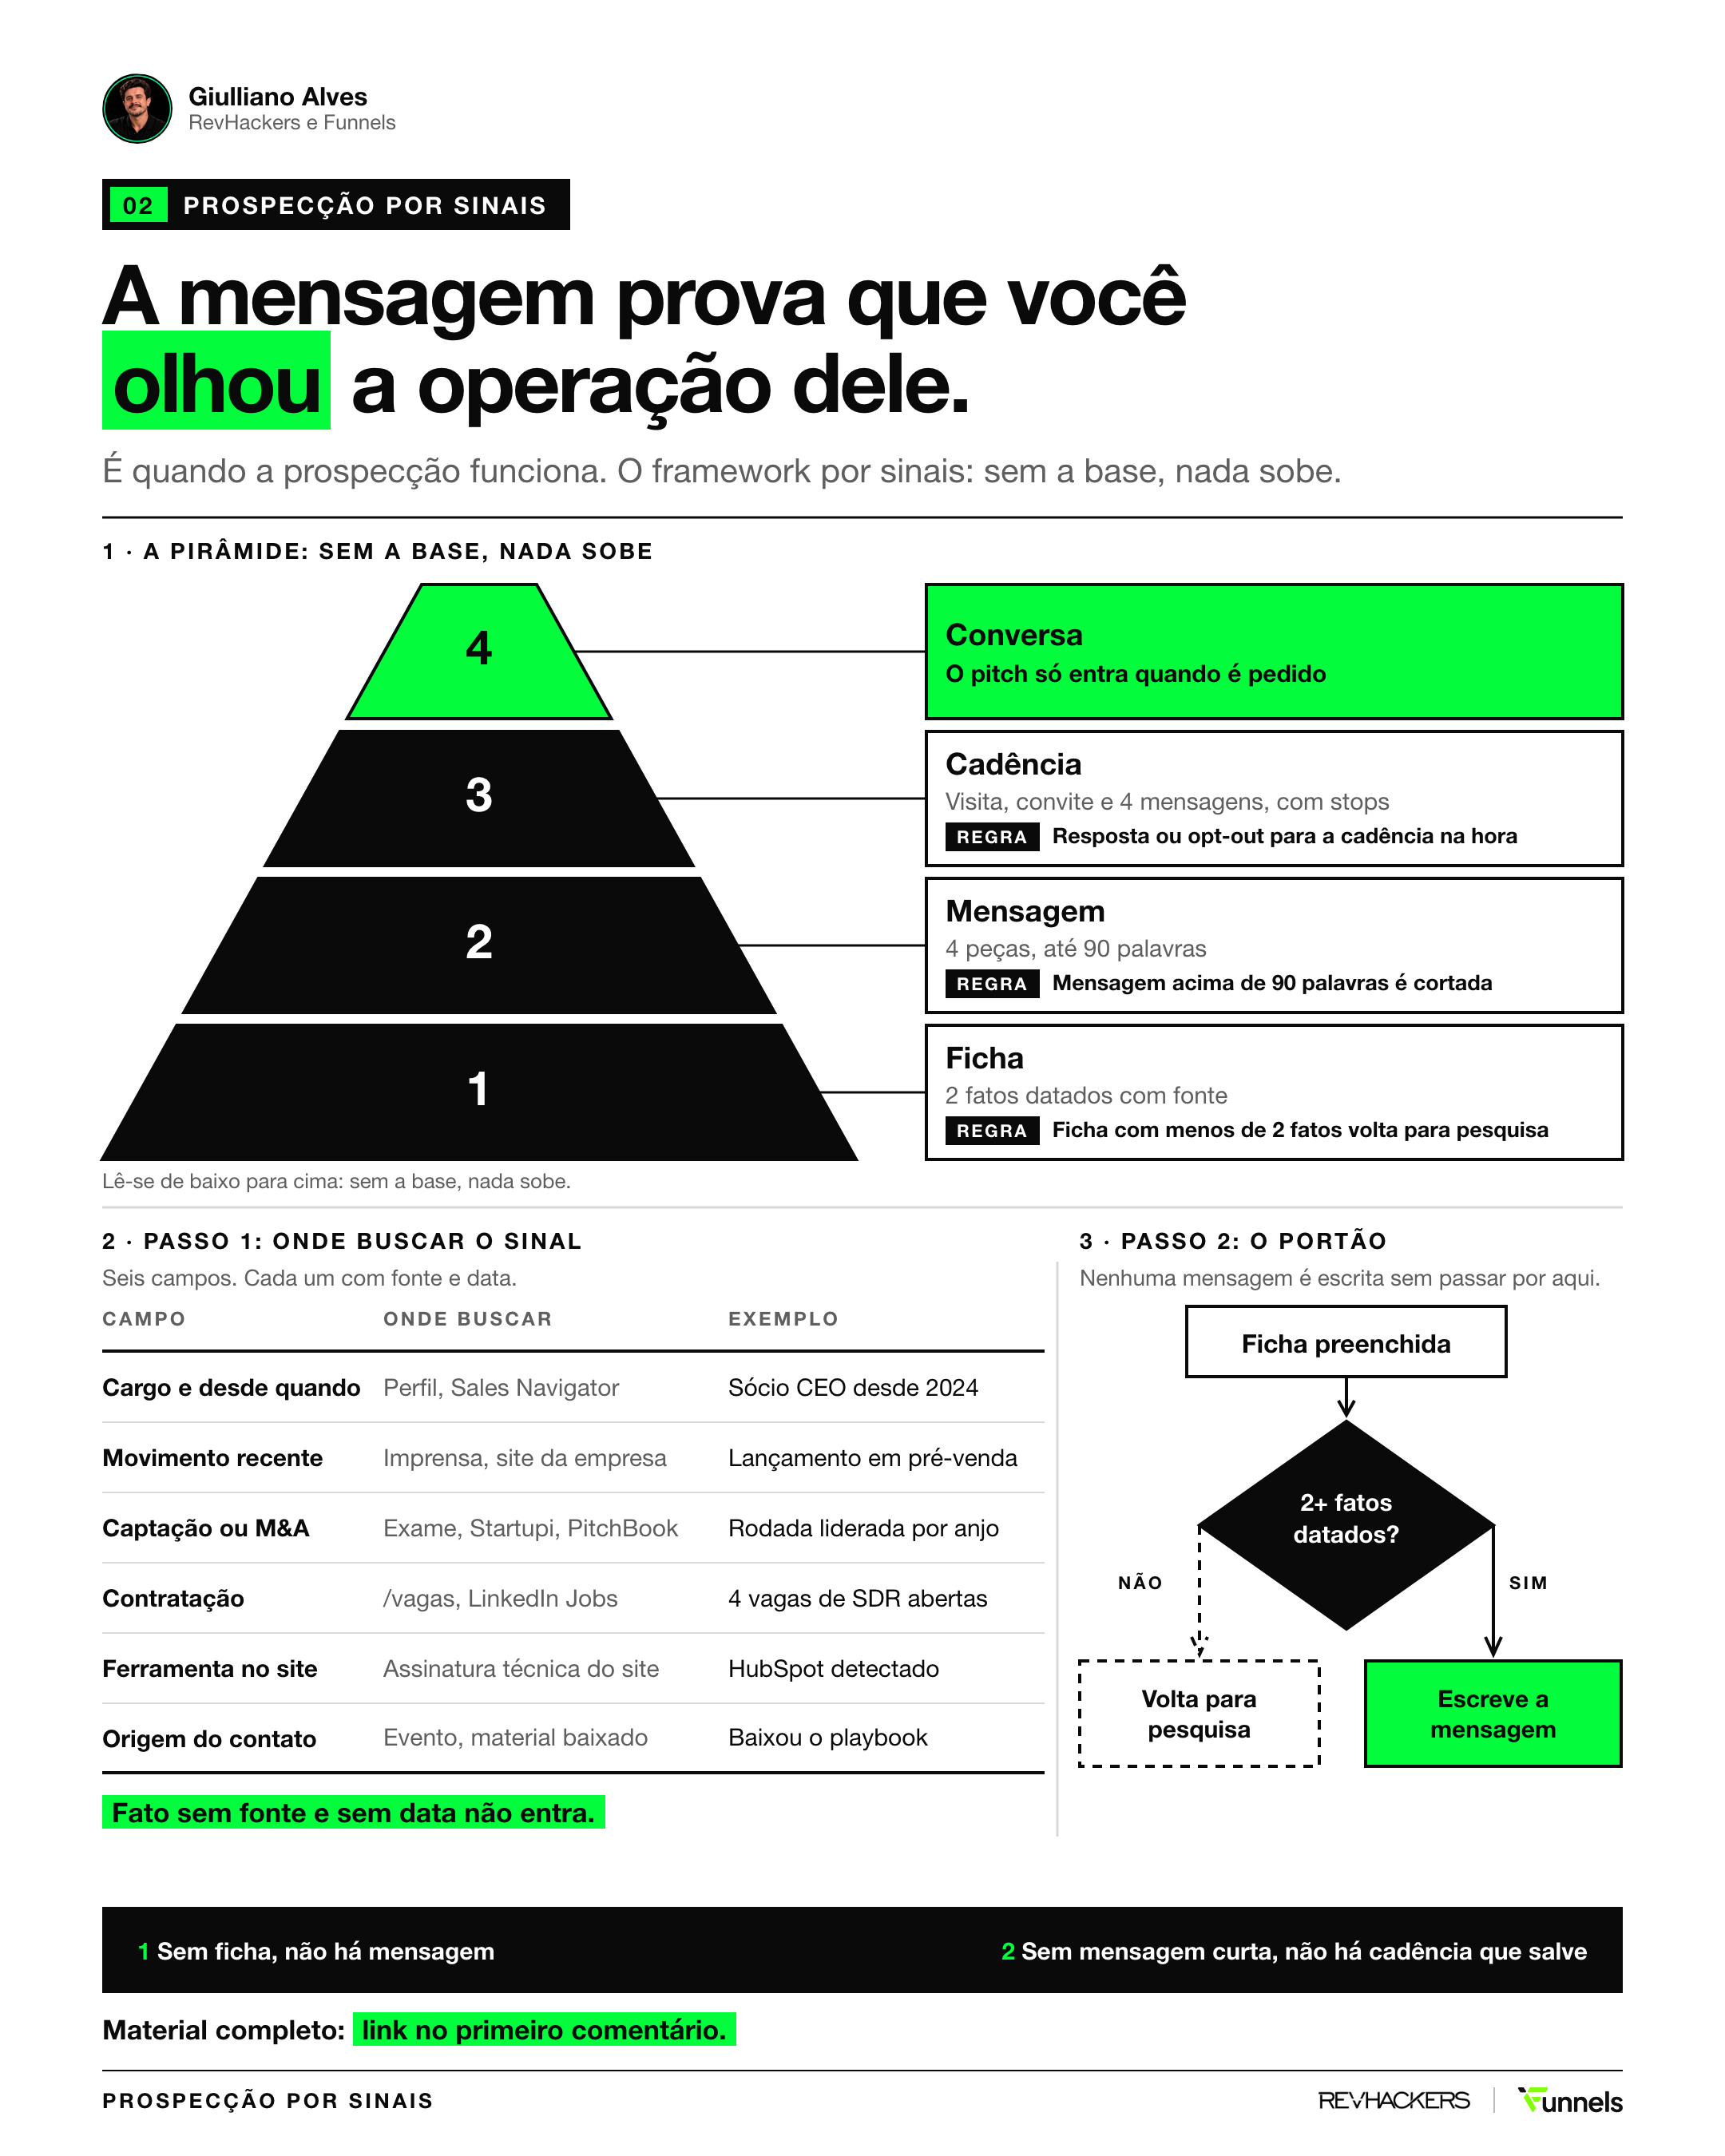 Giulliano Alves
RevHackers e Funnels
02 PROSPECÇÃO POR SINAIS
A mensagem prova que você
olhou a operação dele.
É quando a prospecção funciona. O framework por sinais: sem a base, nada sobe.
1 · A PIRÂMIDE: SEM A BASE, NADA SOBE
4
Conversa
O pitch só entra quando é pedido
3
Cadência
Visita, convite e 4 mensagens, com stops
REGRA Resposta ou opt-out para a cadência na hora
2
Mensagem
4 peças, até 90 palavras
REGRA Mensagem acima de 90 palavras é cortada
1
Ficha
2 fatos datados com fonte
REGRA Ficha com menos de 2 fatos volta para pesquisa
Lê-se de baixo para cima: sem a base, nada sobe.
2 · PASSO 1: ONDE BUSCAR O SINAL
Seis campos. Cada um com fonte e data.
CAMPO ONDE BUSCAR EXEMPLO
Cargo e desde quando Perfil, Sales Navigator Sócio CEO desde 2024
Movimento recente Imprensa, site da empresa Lançamento em pré-venda
Captação ou M&A Exame, Startupi, PitchBook Rodada liderada por anjo
Contratação /vagas, LinkedIn Jobs 4 vagas de SDR abertas
Ferramenta no site Assinatura técnica do site HubSpot detectado
Origem do contato Evento, material baixado Baixou o playbook
Fato sem fonte e sem data não entra.
3 · PASSO 2: O PORTÃO
Nenhuma mensagem é escrita sem passar por aqui.
Ficha preenchida
2+ fatos
datados?
NÃO
SIM
Volta para
pesquisa
Escreve a
mensagem
1 Sem ficha, não há mensagem
2 Sem mensagem curta, não há cadência que salve
Material completo: link no primeiro comentário.
PROSPECÇÃO POR SINAIS
REVHACKERS
Funnels